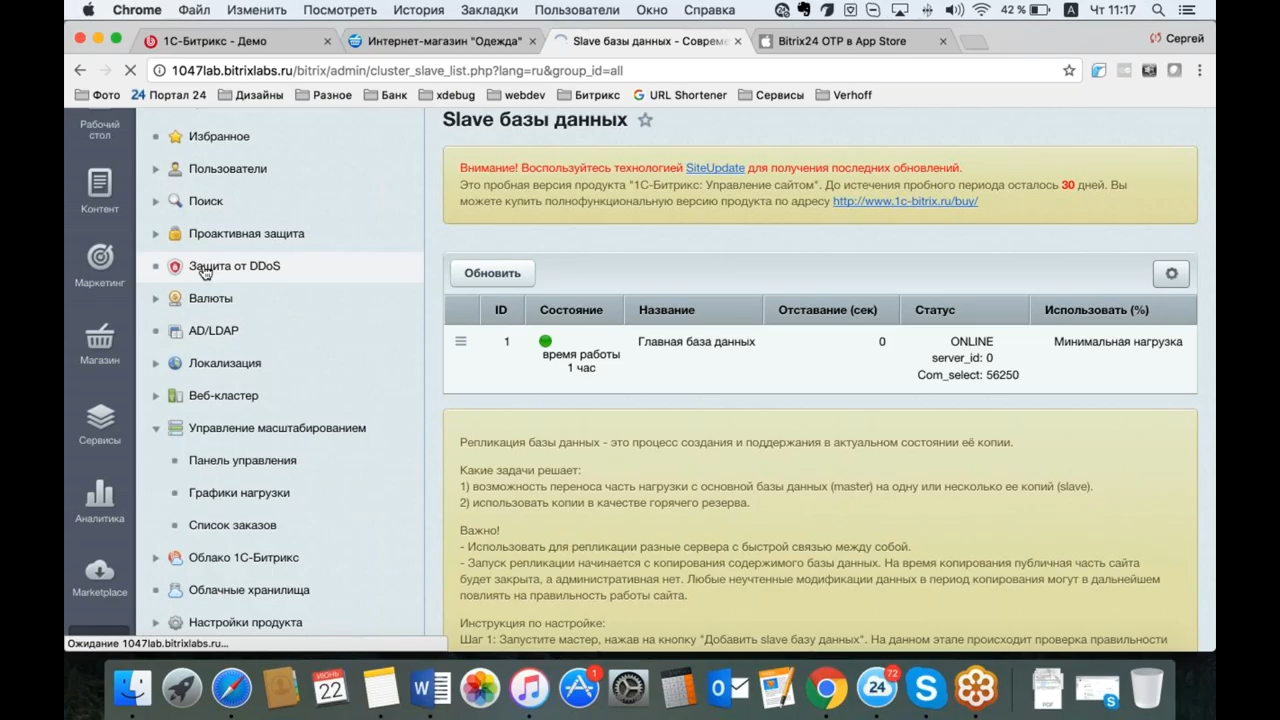 Chrome Файл Изменить Посмотреть История Закладки Пользователи Окно Справка 42 % A Чт 11:17
1С-Битрикс - Демо
Интернет-магазин "Одежда"
Slave базы данных - Совреме
Bitrix24 OTP в App Store
Сергей
1047lab.bitrixlabs.ru/bitrix/admin/cluster_slave_list.php?lang=ru&group_id=all
Фото 24 Портал 24 Дизайны Разное Банк xdebug webdev Битрикс URL Shortener Сервисы Verhoff
Рабочий
стол
Контент
Маркетинг
Магазин
Сервисы
Аналитика
Marketplace
Избранное
Пользователи
Поиск
Проактивная защита
Защита от DDoS
Валюты
AD/LDAP
Локализация
Веб-кластер
Управление масштабированием
Панель управления
Графики нагрузки
Список заказов
Облако 1С-Битрикс
Облачные хранилища
Настройки продукта
Ожидание 1047lab.bitrixlabs.ru...
Slave базы данных
Внимание! Воспользуйтесь технологией SiteUpdate для получения последних обновлений.
Это пробная версия продукта "1С-Битрикс: Управление сайтом". До истечения пробного периода осталось 30 дней. Вы
можете купить полнофункциональную версию продукта по адресу http://www.1c-bitrix.ru/buy/
Обновить
ID Состояние Название Отставание (сек) Статус Использовать (%)
1 время работы 1 час Главная база данных 0 ONLINE Минимальная нагрузка
server_id: 0
Com_select: 56250
Репликация базы данных - это процесс создания и поддержания в актуальном состоянии её копии.
Какие задачи решает:
1) возможность переноса часть нагрузки с основной базы данных (master) на одну или несколько ее копий (slave).
2) использовать копии в качестве горячего резерва.
Важно!
- Использовать для репликации разные сервера с быстрой связью между собой.
- Запуск репликации начинается с копирования содержимого базы данных. На время копирования публичная часть сайта
будет закрыта, а административная нет. Любые неучтенные модификации данных в период копирования могут в дальнейшем
повлиять на правильность работы сайта.
Инструкция по настройке:
Шаг 1: Запустите мастер, нажав на кнопку "Добавить slave базу данных". На данном этапе происходит проверка правильности
ИЮНЬ
22
1
24
72
PDF